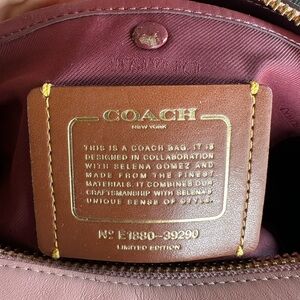 COACH
NEW YORK
THIS IS A COACH BAG. IT IS
DESIGNED IN COLLABORATION
WITH SELENA GOMEZ AND
MADE FROM THE FINEST
MATERIALS. IT COMBINES OUR
CRAFTSMANSHIP WITH SELENA'S
UNIQUE SENSE OF STYLE.
Nº E1880-39290
LIMITED EDITION